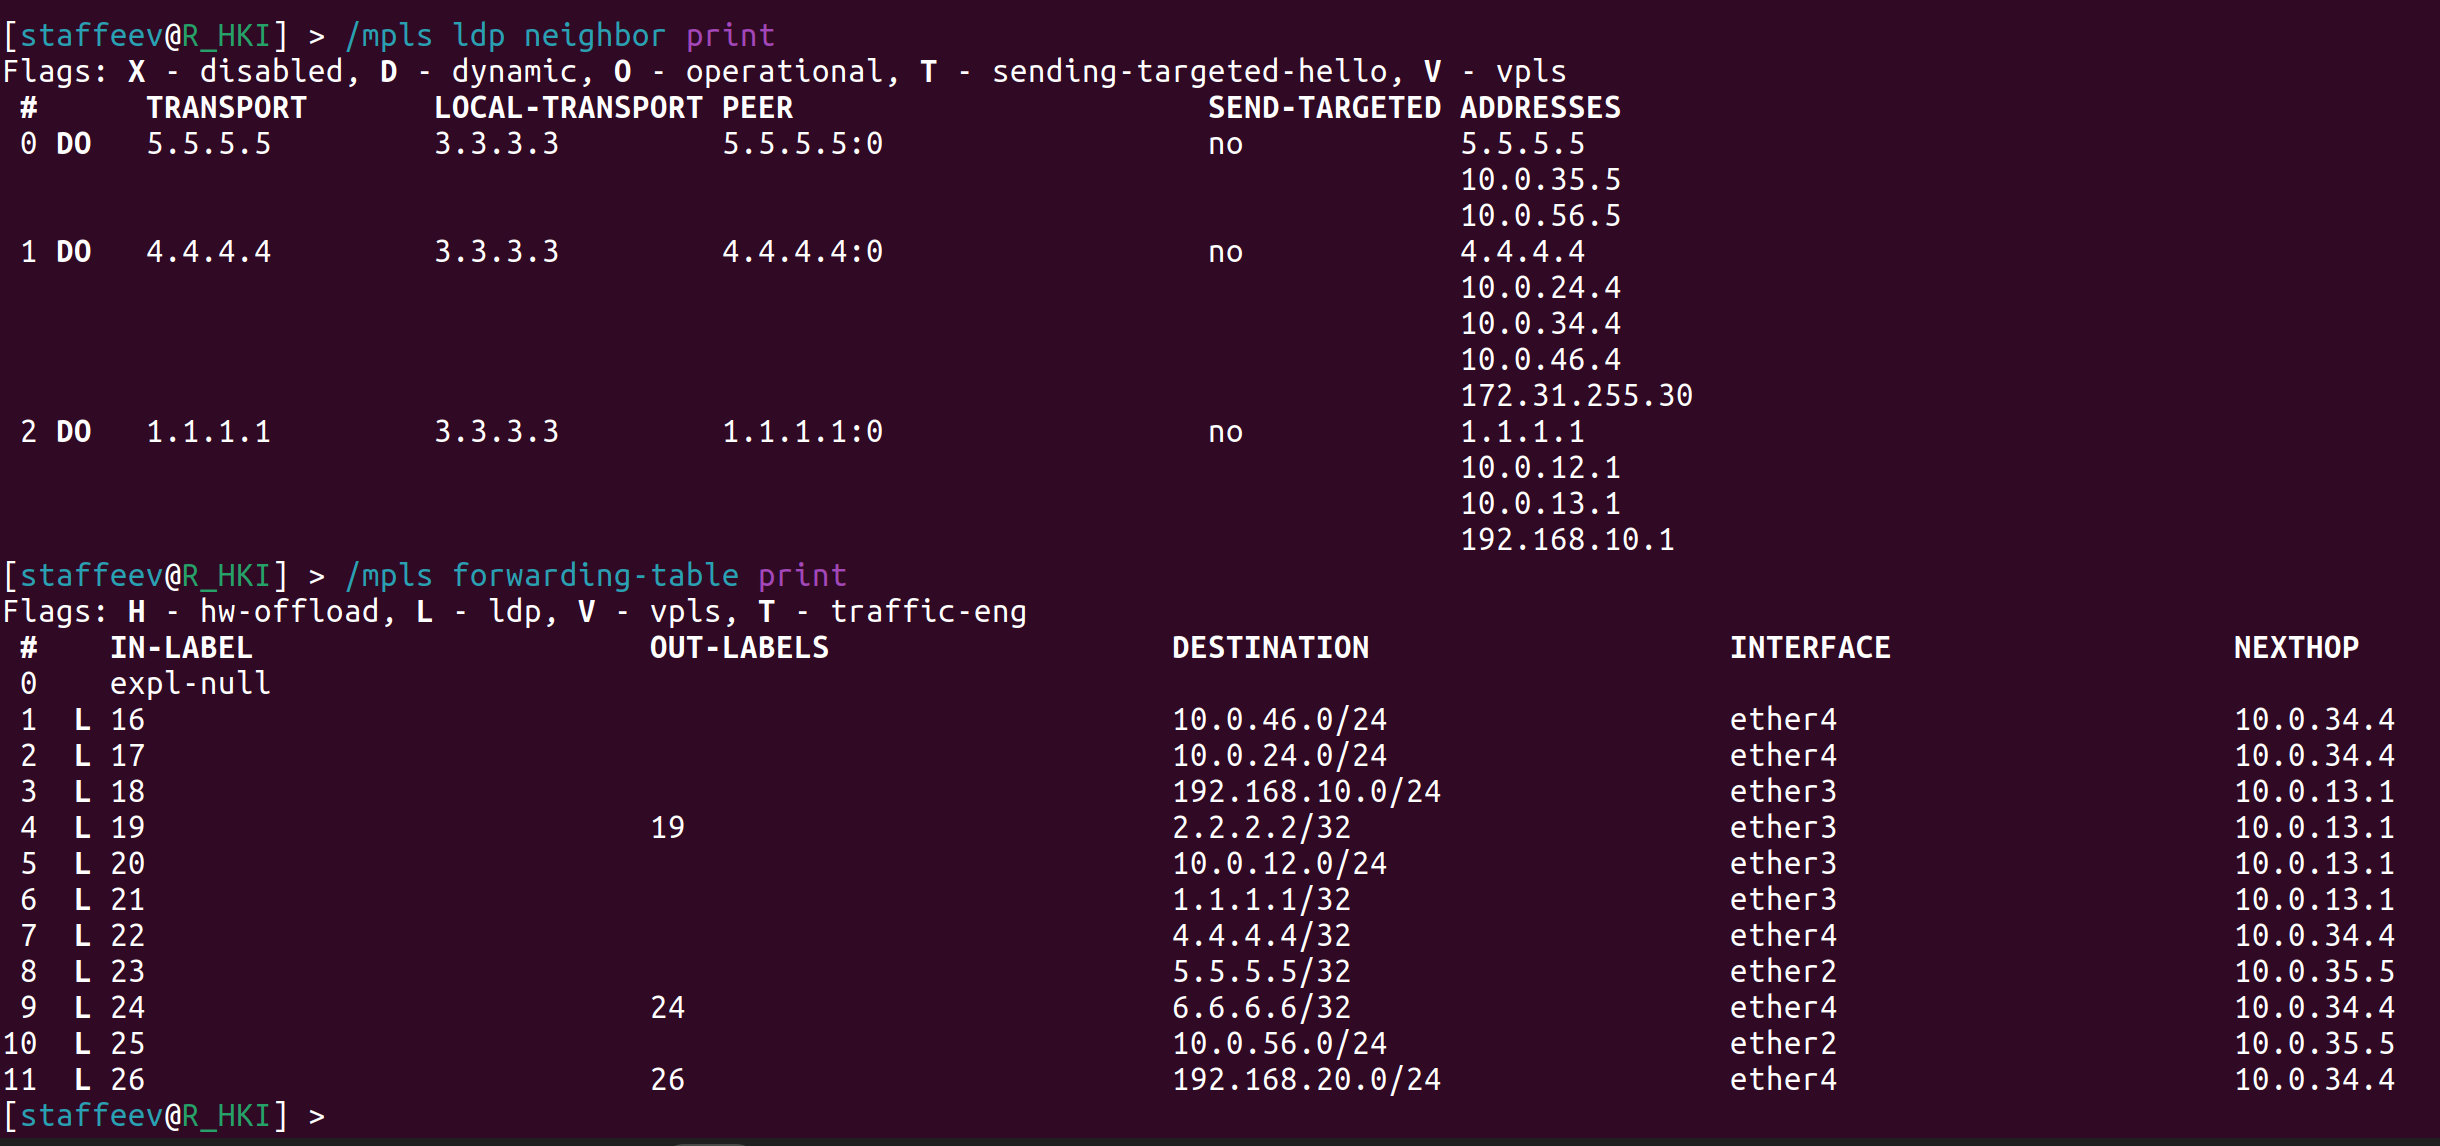 [staffeev@R_HKI] > /mpls ldp neighbor print
Flags: X - disabled, D - dynamic, O - operational, T - sending-targeted-hello, V - vpls
 #      TRANSPORT       LOCAL-TRANSPORT PEER                       SEND-TARGETED ADDRESSES
 0 DO   5.5.5.5         3.3.3.3         5.5.5.5:0                  no            5.5.5.5
                                                                                 10.0.35.5
                                                                                 10.0.56.5
 1 DO   4.4.4.4         3.3.3.3         4.4.4.4:0                  no            4.4.4.4
                                                                                 10.0.24.4
                                                                                 10.0.34.4
                                                                                 10.0.46.4
                                                                                 172.31.255.30
 2 DO   1.1.1.1         3.3.3.3         1.1.1.1:0                  no            1.1.1.1
                                                                                 10.0.12.1
                                                                                 10.0.13.1
                                                                                 192.168.10.1
[staffeev@R_HKI] > /mpls forwarding-table print
Flags: H - hw-offload, L - ldp, V - vpls, T - traffic-eng
 #    IN-LABEL                      OUT-LABELS                   DESTINATION                    INTERFACE                   NEXTHOP
 0    expl-null
 1  L 16                                                         10.0.46.0/24                   ether4                      10.0.34.4
 2  L 17                                                         10.0.24.0/24                   ether4                      10.0.34.4
 3  L 18                                                         192.168.10.0/24                ether3                      10.0.13.1
 4  L 19                            19                           2.2.2.2/32                     ether3                      10.0.13.1
 5  L 20                                                         10.0.12.0/24                   ether3                      10.0.13.1
 6  L 21                                                         1.1.1.1/32                     ether3                      10.0.13.1
 7  L 22                                                         4.4.4.4/32                     ether4                      10.0.34.4
 8  L 23                                                         5.5.5.5/32                     ether2                      10.0.35.5
 9  L 24                            24                           6.6.6.6/32                     ether4                      10.0.34.4
10  L 25                                                         10.0.56.0/24                   ether2                      10.0.35.5
11  L 26                            26                           192.168.20.0/24                ether4                      10.0.34.4
[staffeev@R_HKI] >